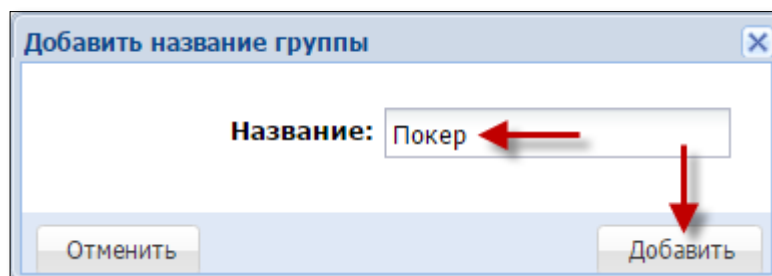 Добавить название группы
Название: Покер
Отменить Добавить